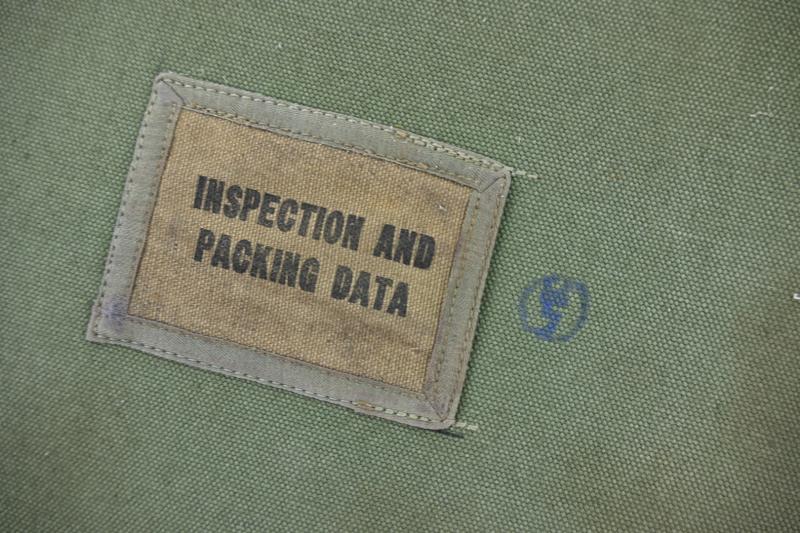 INSPECTION AND
PACKING DATA